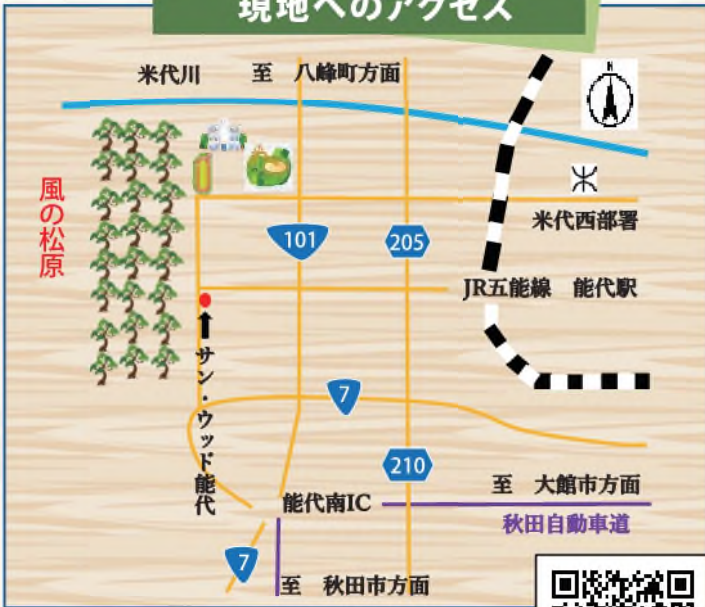 現地へのアクセス
米代川
至 八峰町方面
N
風の松原
米代西部署
101
205
JR五能線 能代駅
サン・ウッド能代
7
210
至 大館市方面
能代南IC
秋田自動車道
7
至 秋田市方面